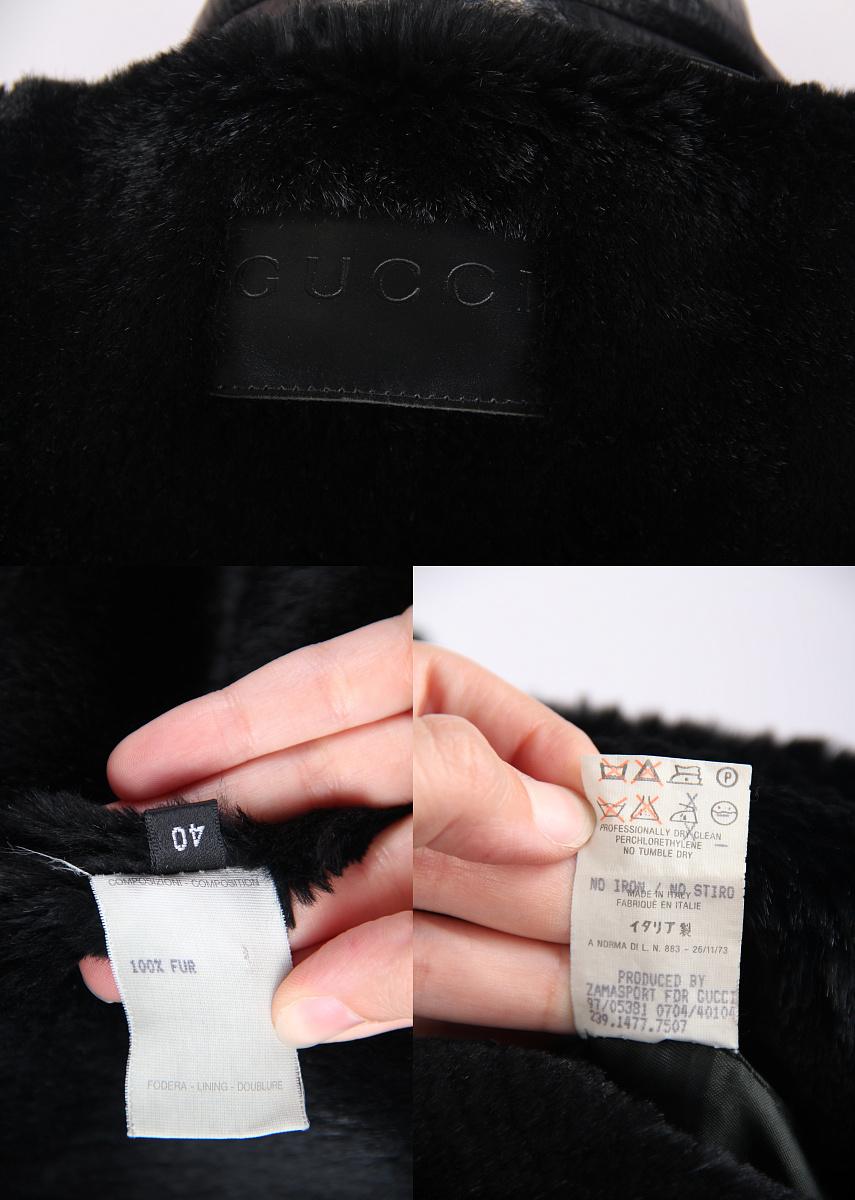 GUCCI
40
COMPOSIZIONI - COMPOSITION
100% FUR
FODERA - LINING - DOUBLURE
P
PROFESSIONALLY DRY CLEAN
PERCHLORETHYLENE
NO TUMBLE DRY
NO IRON / NO STIRO
MADE IN ITALY
FABRIQUÉ EN ITALIE
イタリア製
A NORMA DI L. N. 883 - 26/11/73
PRODUCED BY
ZAMASPORT FOR GUCCI
97/05381 0704/40104
239.1477.7507